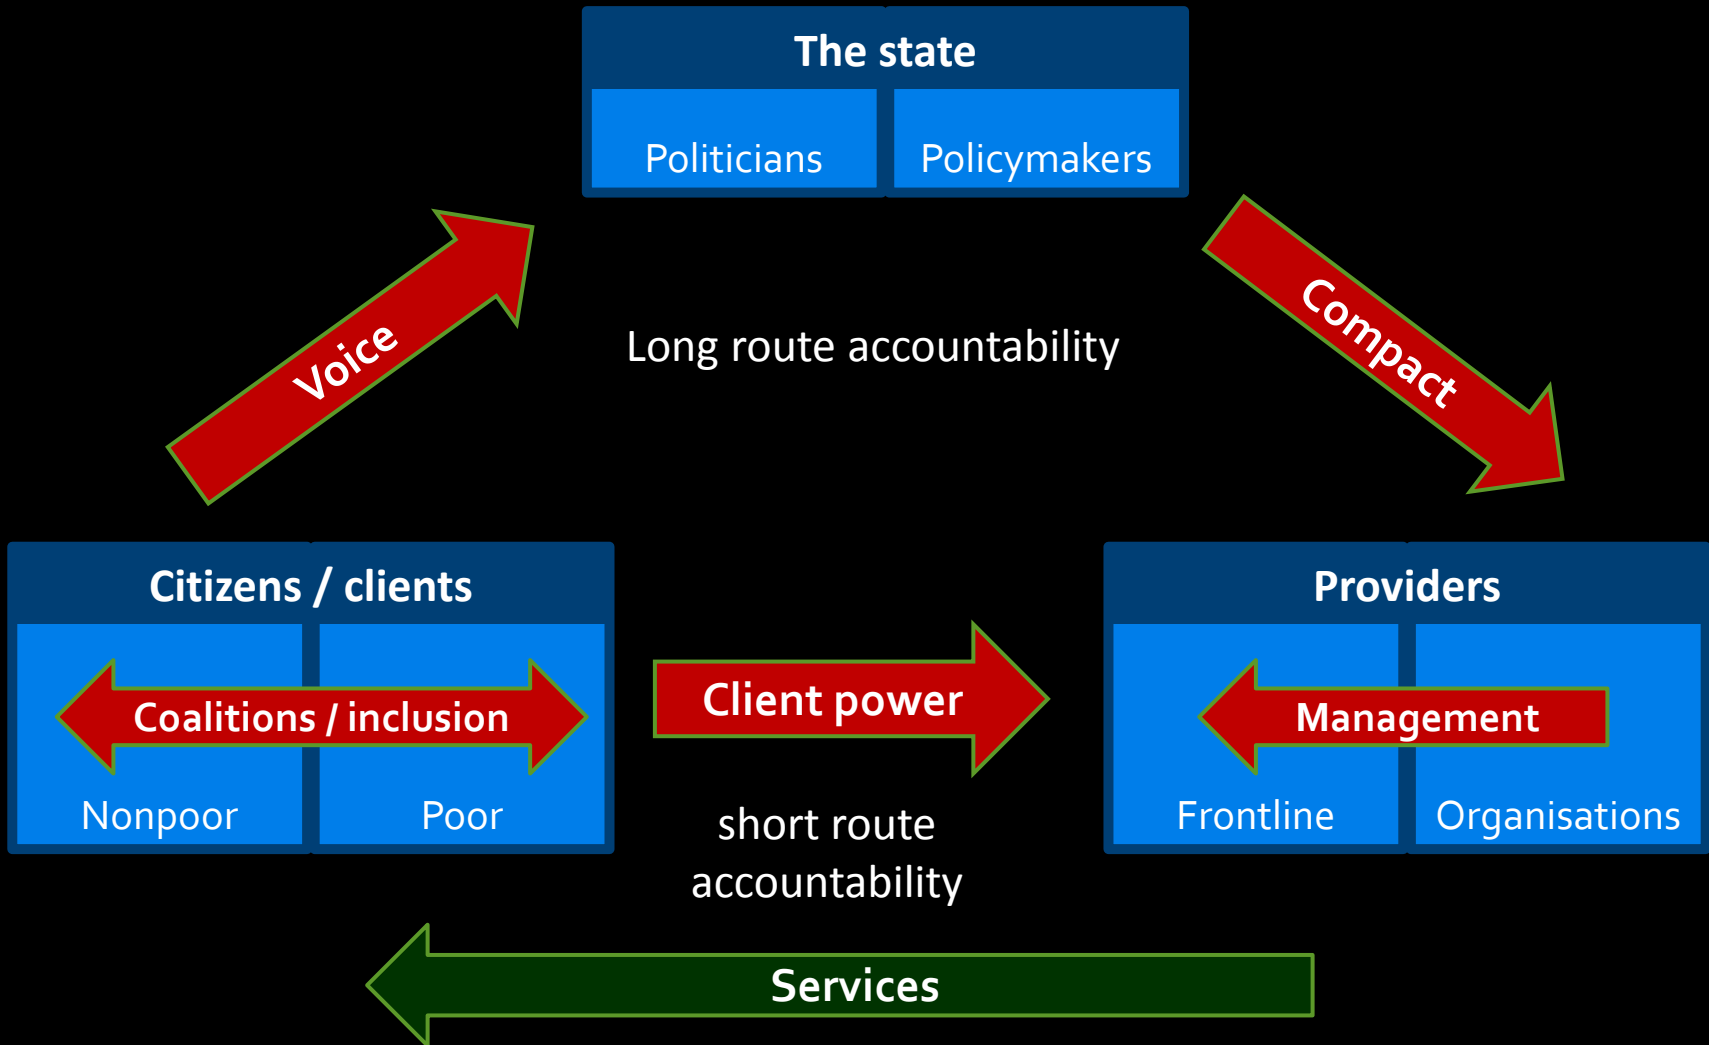 The state
Politicians
Policymakers
Voice
Compact
Long route accountability
Citizens / clients
Coalitions / inclusion
Nonpoor
Poor
Client power
short route
accountability
Providers
Management
Frontline
Organisations
Services